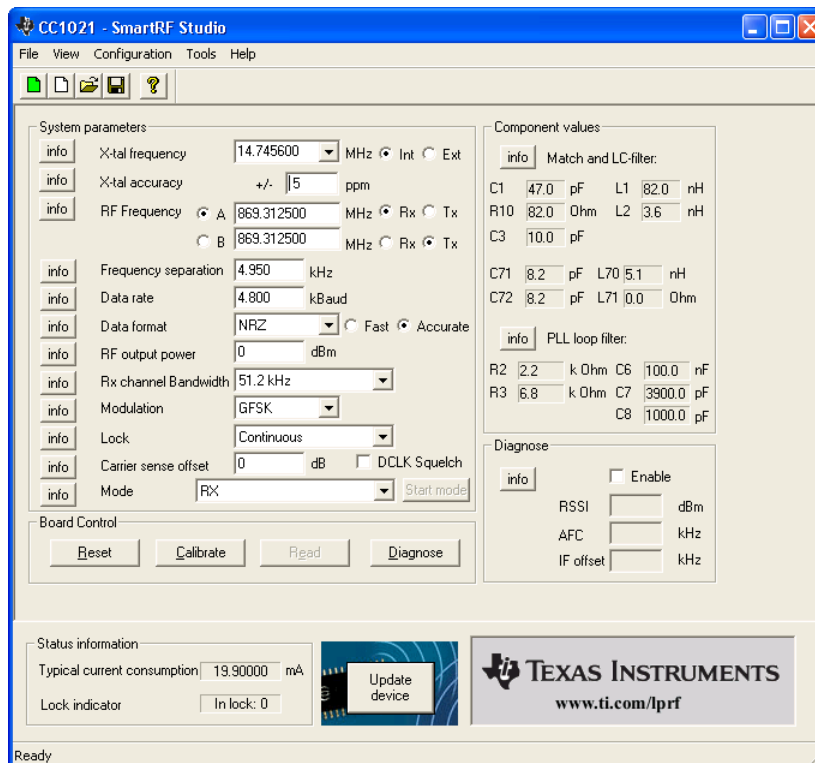 CC1021 - SmartRF Studio
File View Configuration Tools Help
System parameters
info X-tal frequency 14.745600 MHz Int Ext
info X-tal accuracy +/- 5 ppm
info RF Frequency A 869.312500 MHz Rx Tx
B 869.312500 MHz Rx Tx
info Frequency separation 4.950 kHz
info Data rate 4.800 kBaud
info Data format NRZ Fast Accurate
info RF output power 0 dBm
info Rx channel Bandwidth 51.2 kHz
info Modulation GFSK
info Lock Continuous
info Carrier sense offset 0 dB DCLK Squelch
info Mode RX Start mode
Board Control
Reset Calibrate Read Diagnose
Component values
info Match and LC-filter:
C1 47.0 pF L1 82.0 nH
R10 82.0 Ohm L2 3.6 nH
C3 10.0 pF
C71 8.2 pF L70 5.1 nH
C72 8.2 pF L71 0.0 Ohm
info PLL loop filter:
R2 2.2 k Ohm C6 100.0 nF
R3 6.8 k Ohm C7 3900.0 pF
C8 1000.0 pF
Diagnose
info Enable
RSSI dBm
AFC kHz
IF offset kHz
Status information
Typical current consumption 19.90000 mA
Lock indicator In lock: 0
Update
device
TEXAS INSTRUMENTS
www.ti.com/lprf
Ready